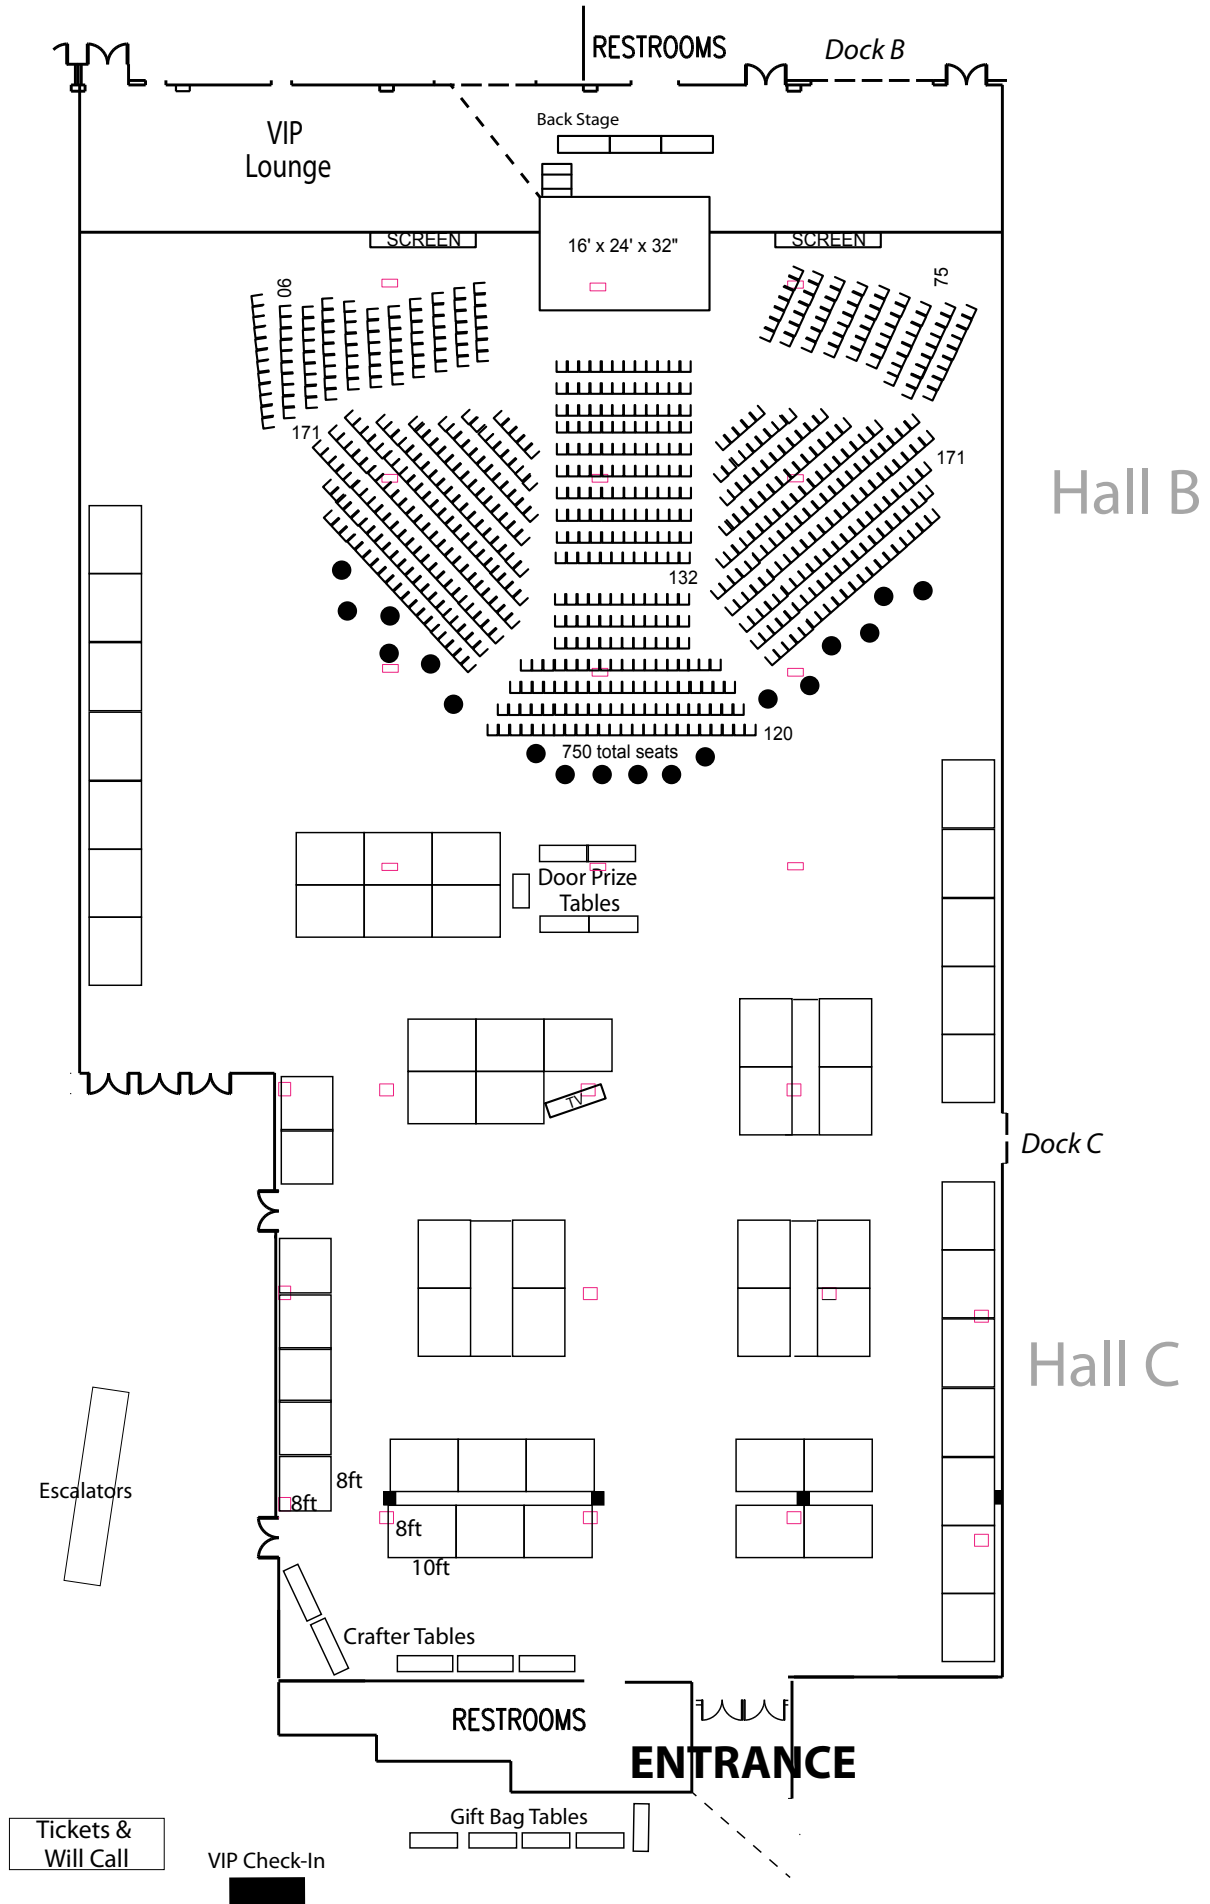 RESTROOMS
Dock B
Back Stage
VIP
Lounge
SCREEN
16' x 24' x 32"
SCREEN
90
75
171
171
Hall B
132
120
750 total seats
Door Prize
Tables
TV
Dock C
Hall C
Escalators
8ft
8ft
8ft
10ft
Crafter Tables
RESTROOMS
ENTRANCE
Gift Bag Tables
Tickets &
Will Call
VIP Check-In